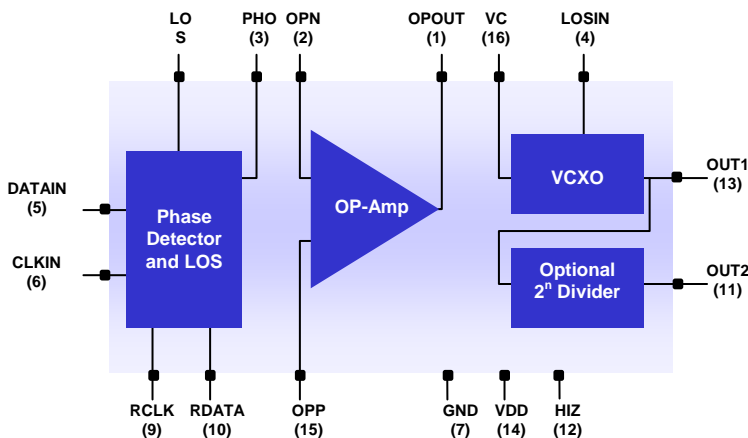 LO
S
PHO
(3)
OPN
(2)
OPOUT
(1)
VC
(16)
LOSIN
(4)
DATAIN
(5)
CLKIN
(6)
Phase
Detector
and LOS
OP-Amp
VCXO
OUT1
(13)
Optional
2ⁿ Divider
OUT2
(11)
RCLK
(9)
RDATA
(10)
OPP
(15)
GND
(7)
VDD
(14)
HIZ
(12)